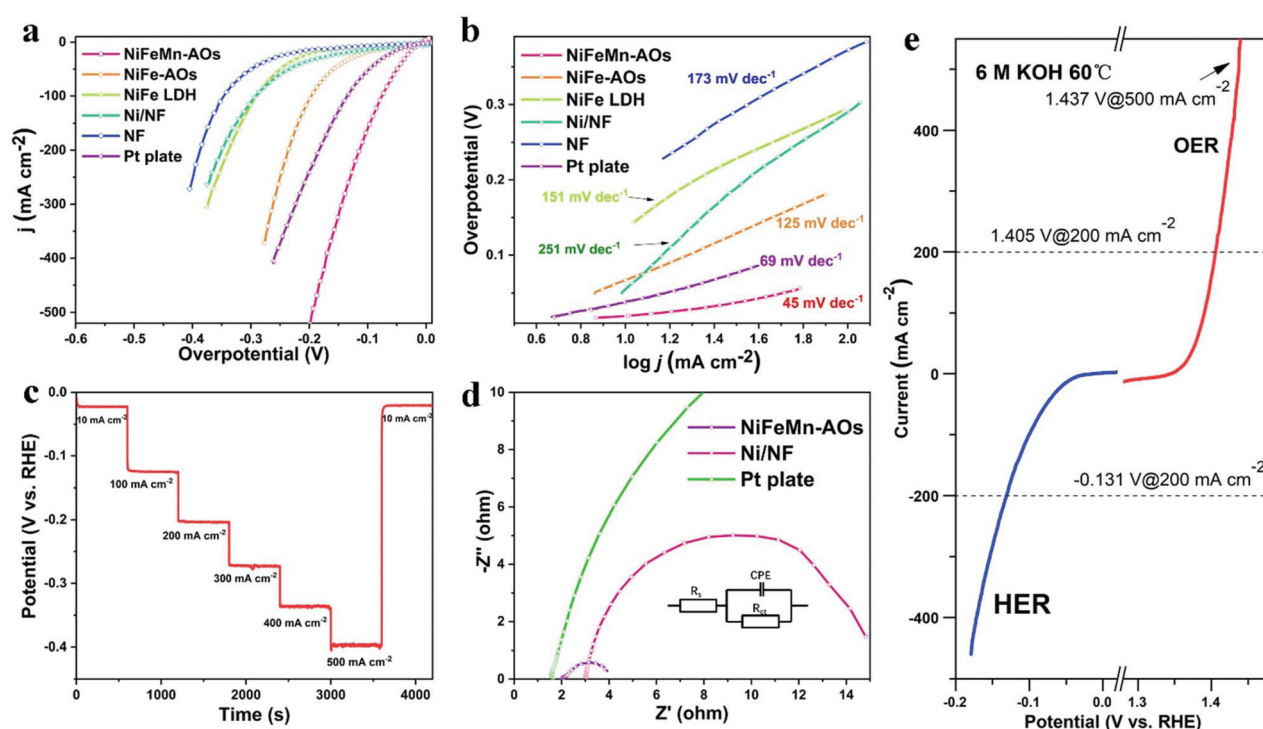 a
NiFeMn-AOs
NiFe-AOs
NiFe LDH
Ni/NF
NF
Pt plate
0
-100
-200
-300
-400
-500
j (mA cm⁻²)
-0.6 -0.5 -0.4 -0.3 -0.2 -0.1 0.0
Overpotential (V)
b
NiFeMn-AOs
NiFe-AOs
NiFe LDH
Ni/NF
NF
Pt plate
173 mV dec⁻¹
151 mV dec⁻¹
251 mV dec⁻¹
125 mV dec⁻¹
69 mV dec⁻¹
45 mV dec⁻¹
0.3
0.2
0.1
Overpotential (V)
0.6 0.8 1.0 1.2 1.4 1.6 1.8 2.0
log j (mA cm⁻²)
c
0.0
-0.1
-0.2
-0.3
-0.4
Potential (V vs. RHE)
10 mA cm⁻²
100 mA cm⁻²
200 mA cm⁻²
300 mA cm⁻²
400 mA cm⁻²
500 mA cm⁻²
10 mA cm⁻²
0 1000 2000 3000 4000
Time (s)
d
NiFeMn-AOs
Ni/NF
Pt plate
10
8
6
4
2
0
-Z'' (ohm)
CPE
Rs
Rct
0 2 4 6 8 10 12 14
Z' (ohm)
e
6 M KOH 60℃
1.437 V@500 mA cm⁻²
OER
1.405 V@200 mA cm⁻²
-0.131 V@200 mA cm⁻²
HER
400
200
0
-200
-400
Current (mA cm⁻²)
-0.2 -0.1 0.0 1.4
Potential (V vs. RHE)